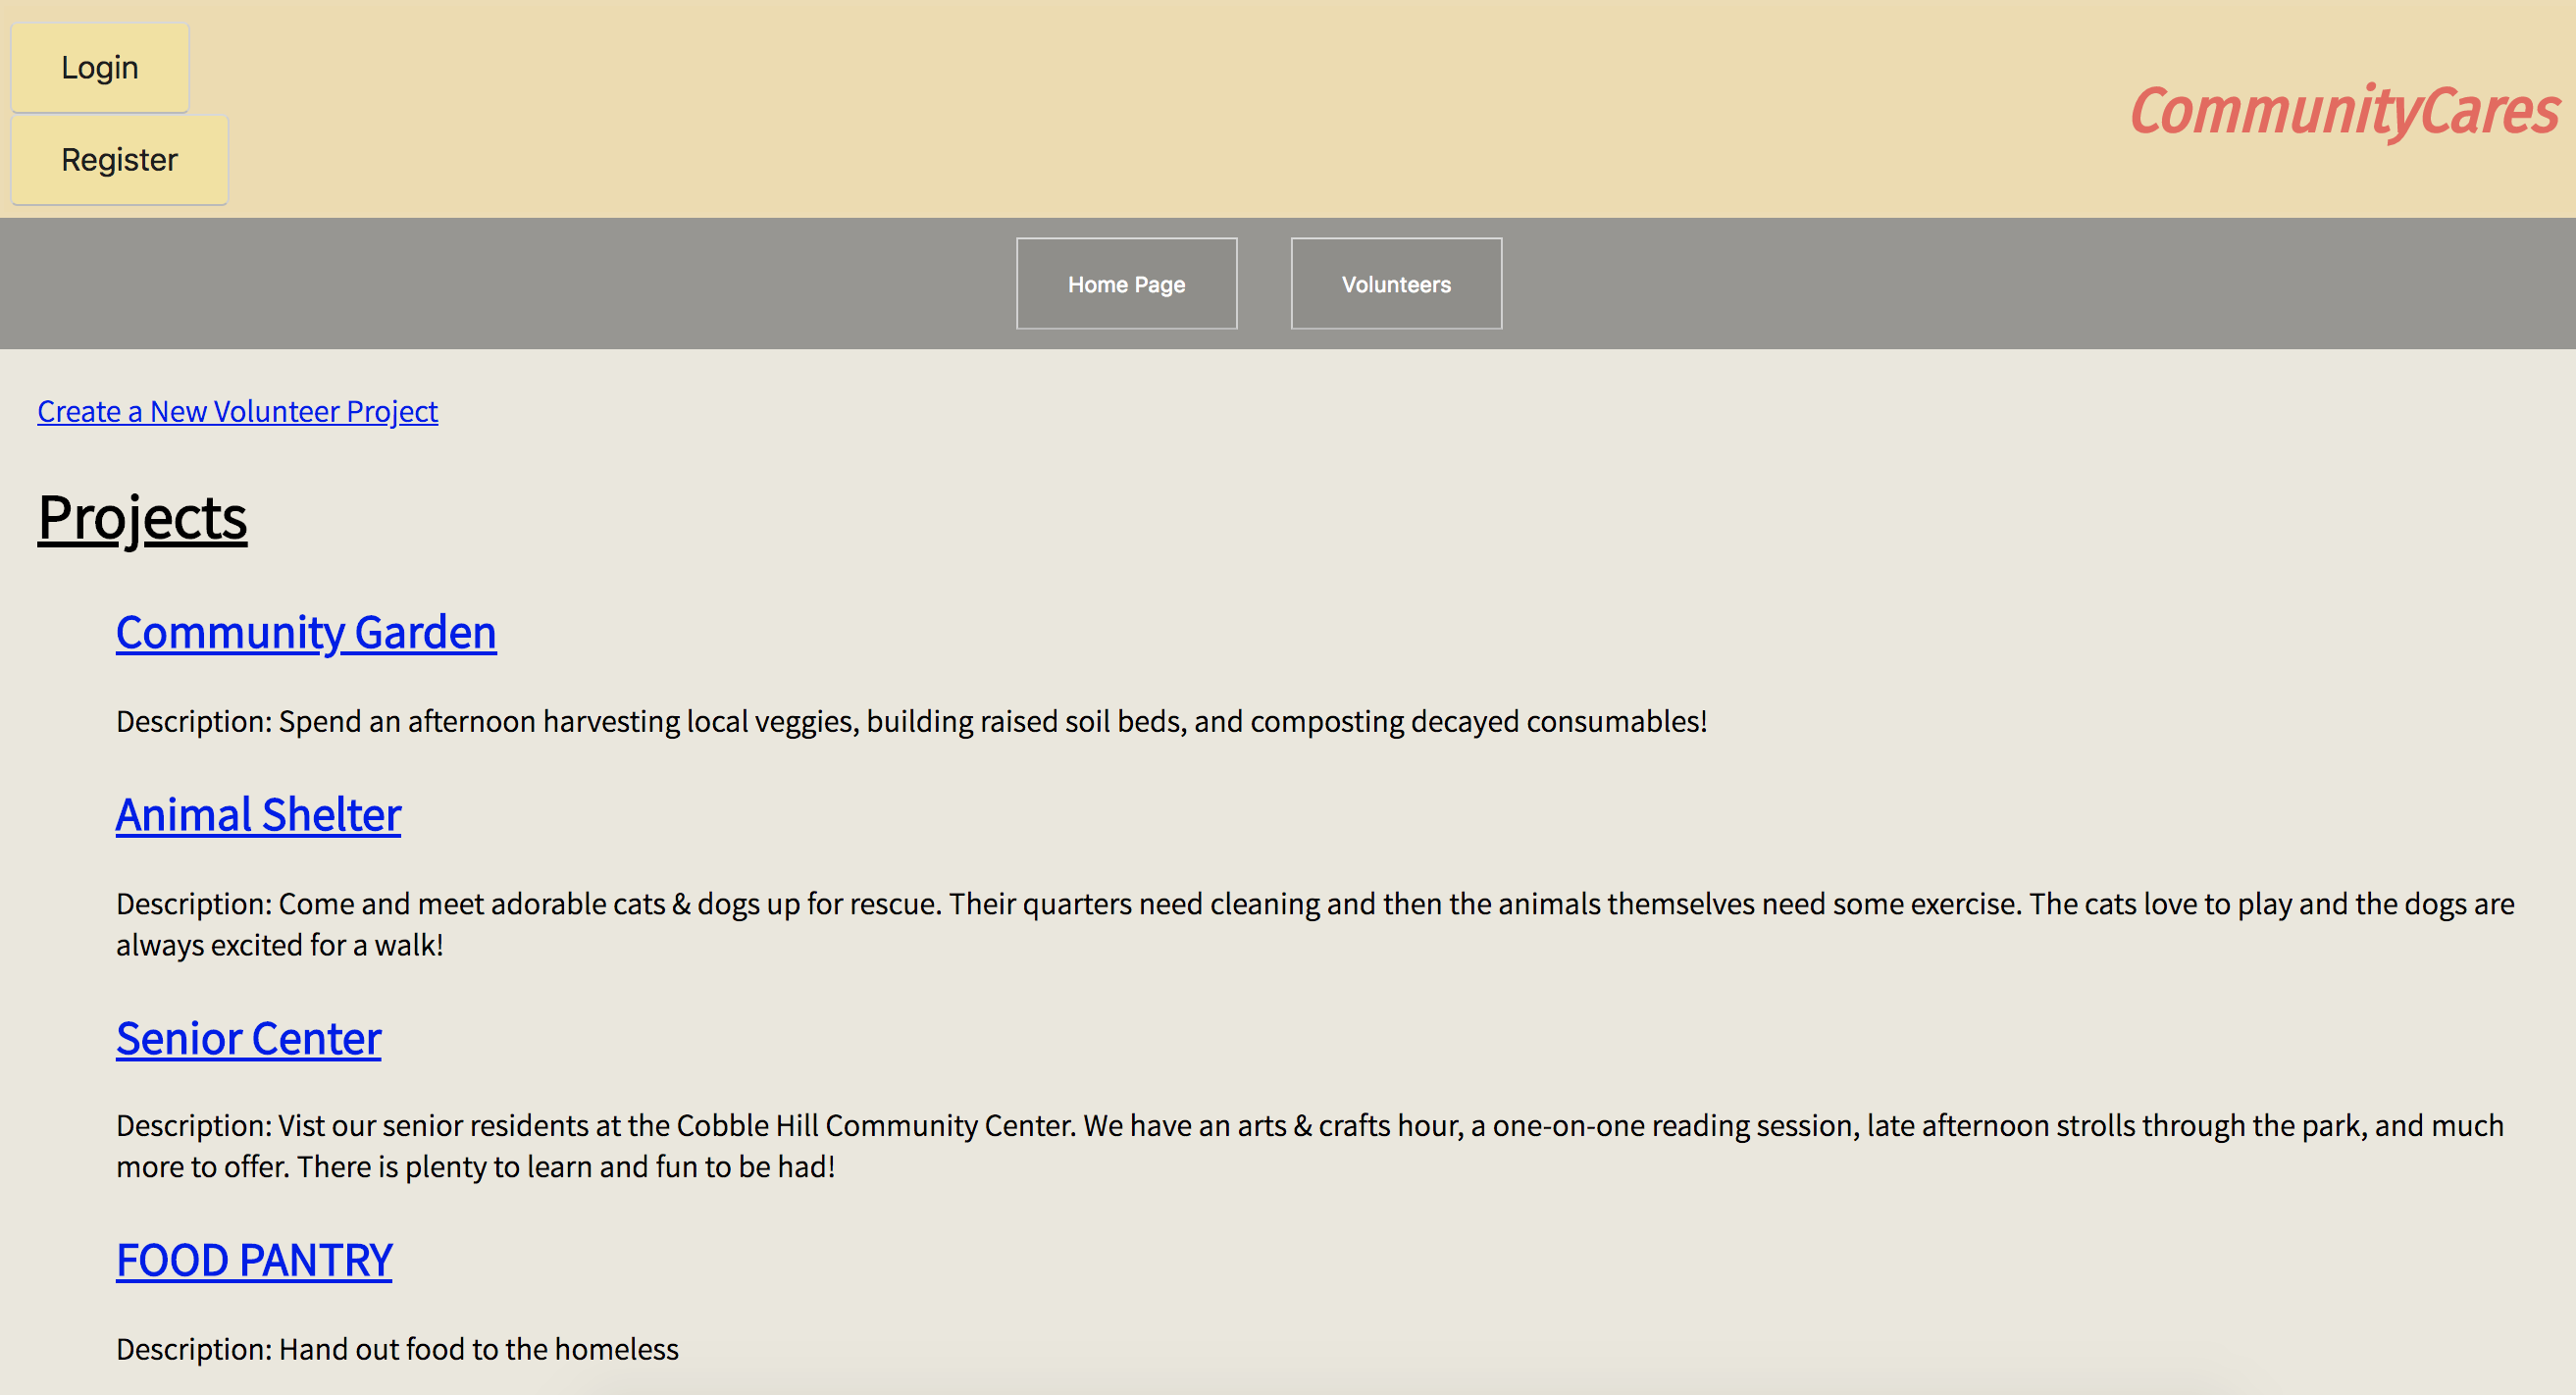 Login
Register
CommunityCares
Home Page
Volunteers
Create a New Volunteer Project
Projects
Community Garden
Description: Spend an afternoon harvesting local veggies, building raised soil beds, and composting decayed consumables!
Animal Shelter
Description: Come and meet adorable cats & dogs up for rescue. Their quarters need cleaning and then the animals themselves need some exercise. The cats love to play and the dogs are
always excited for a walk!
Senior Center
Description: Vist our senior residents at the Cobble Hill Community Center. We have an arts & crafts hour, a one-on-one reading session, late afternoon strolls through the park, and much
more to offer. There is plenty to learn and fun to be had!
FOOD PANTRY
Description: Hand out food to the homeless